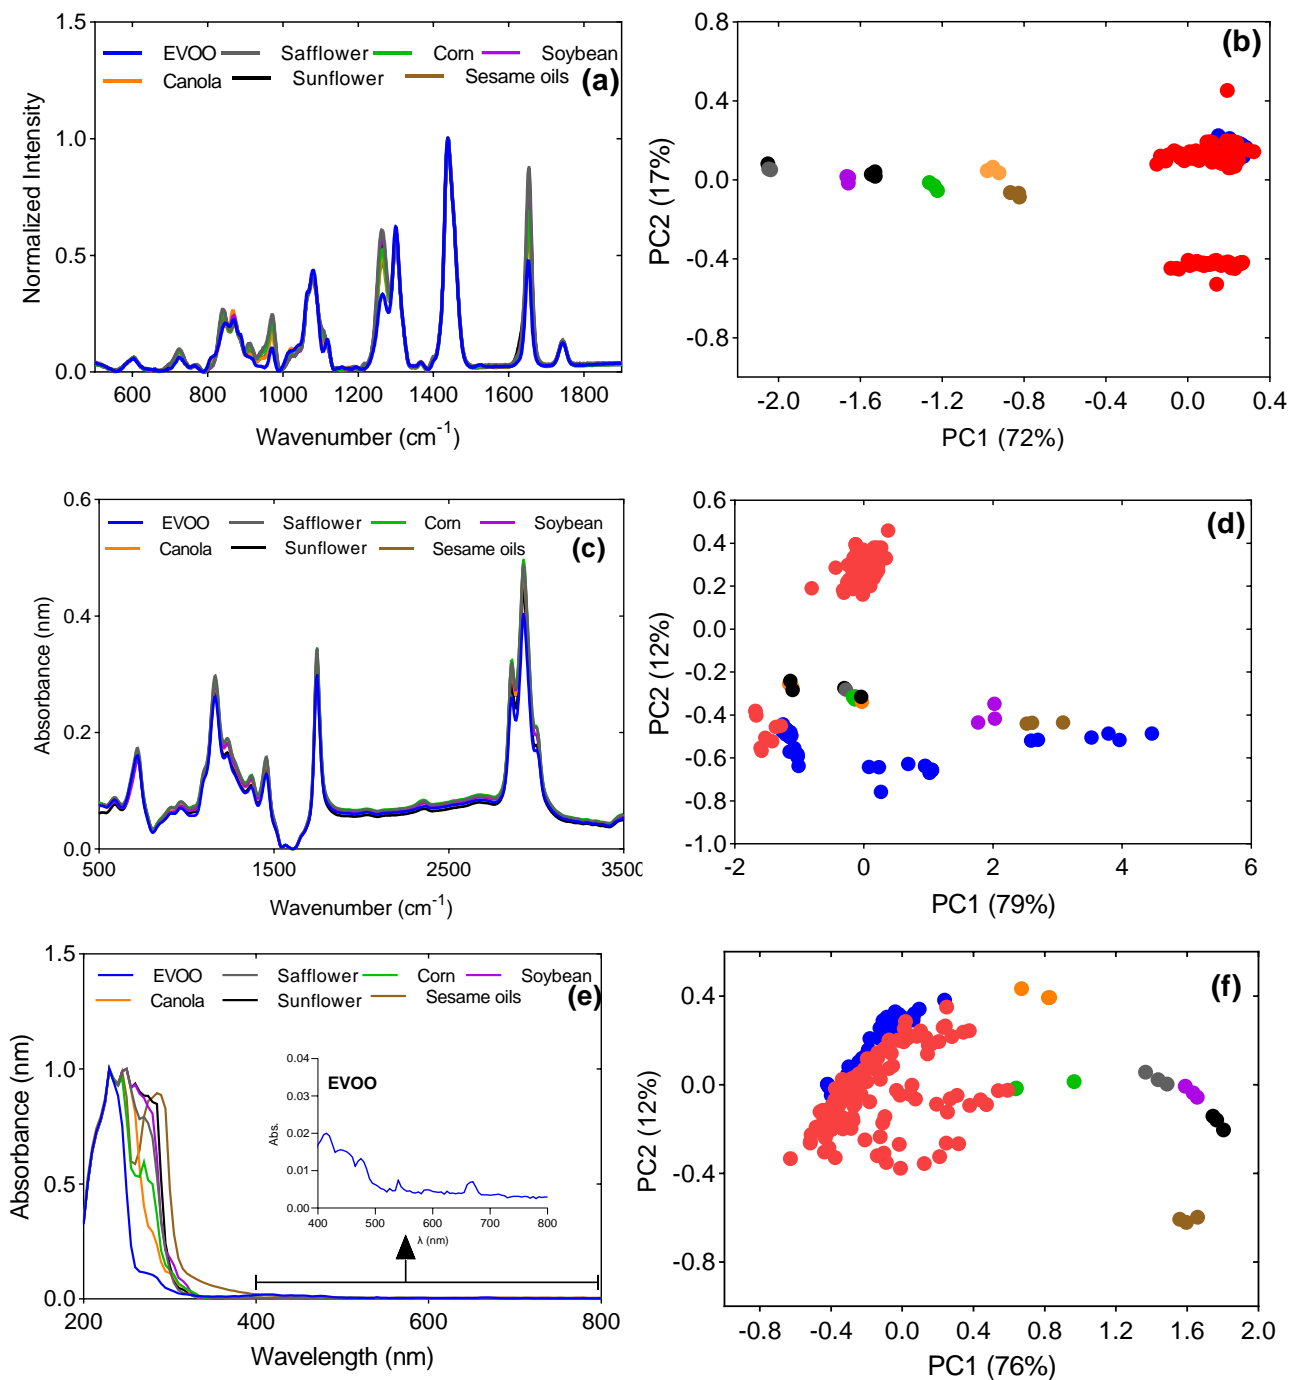 1.5
EVOO Safflower Corn Soybean
Canola Sunflower Sesame oils
(a)
1.0
0.5
0.0
Normalized Intensity
600 800 1000 1200 1400 1600 1800
Wavenumber (cm⁻¹)
(b)
0.8
0.4
0.0
-0.4
-0.8
PC2 (17%)
-2.0 -1.6 -1.2 -0.8 -0.4 0.0 0.4
PC1 (72%)
0.6
EVOO Safflower Corn Soybean
Canola Sunflower Sesame oils
(c)
0.4
0.2
0.0
Absorbance (nm)
500 1500 2500 3500
Wavenumber (cm⁻¹)
(d)
0.6
0.4
0.2
0.0
-0.2
-0.4
-0.6
-0.8
-1.0
PC2 (12%)
-2 0 2 4 6
PC1 (79%)
1.5
EVOO Safflower Corn Soybean
Canola Sunflower Sesame oils
(e)
1.0
0.5
0.0
Absorbance (nm)
EVOO
0.04
0.03
0.02
0.01
0.00
Abs.
400 500 600 700 800
λ (nm)
200 400 600 800
Wavelength (nm)
(f)
0.4
0.0
-0.4
-0.8
PC2 (12%)
-0.8 -0.4 0.0 0.4 0.8 1.2 1.6 2.0
PC1 (76%)